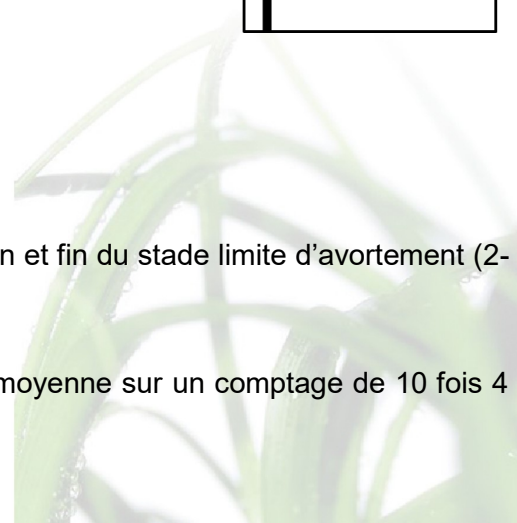 n et fin du stade limite d’avortement (2-
moyenne sur un comptage de 10 fois 4